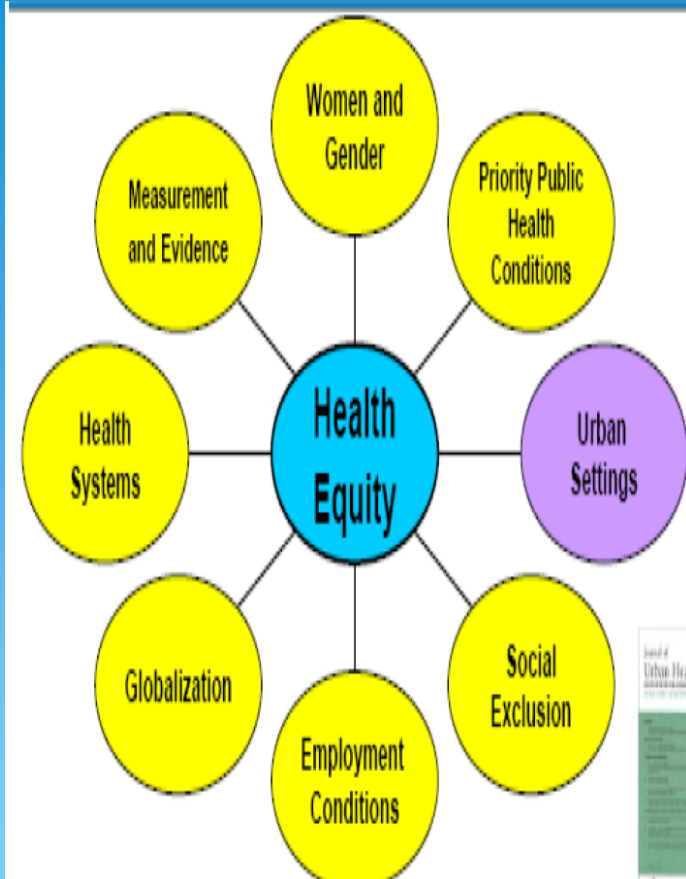 Women and
Gender
Priority Public
Health
Conditions
Measurement
and Evidence
Health
Equity
Health
Systems
Urban
Settings
Globalization
Social
Exclusion
Employment
Conditions
Journal of
Urban Hea